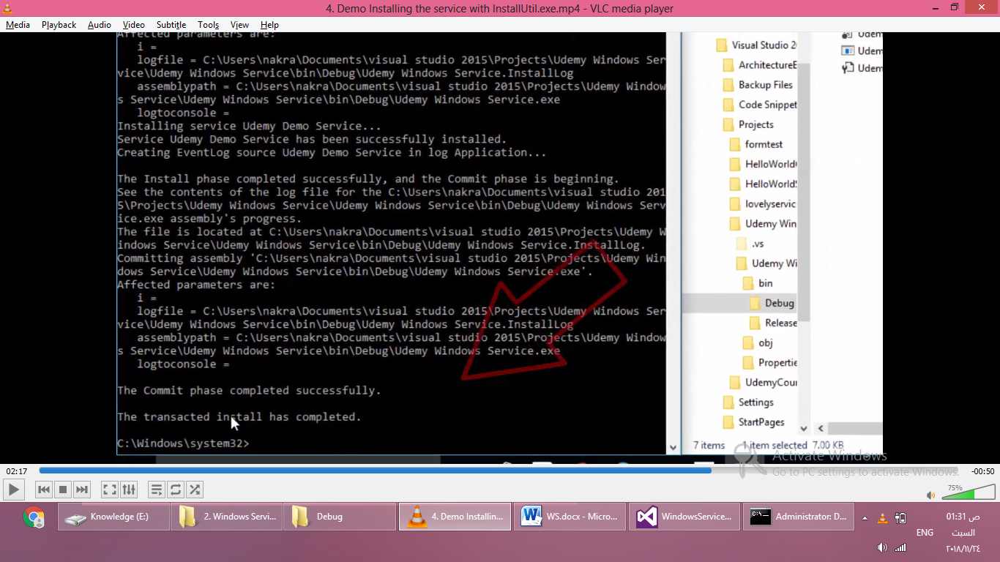 4. Demo Installing the service with InstallUtil.exe.mp4 - VLC media player
Media Playback Audio Video Subtitle Tools View Help
Affected parameters are:
i =
logfile = C:\Users\nakra\Documents\visual studio 2015\Projects\Udemy Windows Ser
vice\Udemy Windows Service\bin\Debug\Udemy Windows Service.InstallLog
assemblypath = C:\Users\nakra\Documents\visual studio 2015\Projects\Udemy Window
s Service\Udemy Windows Service\bin\Debug\Udemy Windows Service.exe
logtoconsole =
Installing service Udemy Demo Service...
Service Udemy Demo Service has been successfully installed.
Creating EventLog source Udemy Demo Service in log Application...
The Install phase completed successfully, and the Commit phase is beginning.
See the contents of the log file for the C:\Users\nakra\Documents\visual studio 201
5\Projects\Udemy Windows Service\Udemy Windows Service\bin\Debug\Udemy Windows Serv
ice.exe assembly's progress.
The file is located at C:\Users\nakra\Documents\visual studio 2015\Projects\Udemy W
indows Service\Udemy Windows Service\bin\Debug\Udemy Windows Service.InstallLog.
Committing assembly 'C:\Users\nakra\Documents\visual studio 2015\Projects\Udemy Win
dows Service\Udemy Windows Service\bin\Debug\Udemy Windows Service.exe'.
Affected parameters are:
i =
logfile = C:\Users\nakra\Documents\visual studio 2015\Projects\Udemy Windows Ser
vice\Udemy Windows Service\bin\Debug\Udemy Windows Service.InstallLog
assemblypath = C:\Users\nakra\Documents\visual studio 2015\Projects\Udemy Window
s Service\Udemy Windows Service\bin\Debug\Udemy Windows Service.exe
logtoconsole =
The Commit phase completed successfully.
The transacted install has completed.
C:\Windows\system32>
Visual Studio 2
ArchitectureE
Backup Files
Code Snippet
Projects
formtest
HelloWorld
HelloWorldS
lovelyservic
Udemy Win
.vs
Udemy Wi
bin
Debug
Release
obj
Propertie
UdemyCour
Settings
StartPages
Udem
Udem
Udem
7 items 1 item selected 7.00 KB
Activate Windows
Go to PC settings to activate Windows.
02:17
-00:50
75%
Knowledge (E:)
2. Windows Servi...
Debug
4. Demo Installin...
WS.docx - Micro...
WindowsService...
Administrator: D...
ENG
01:31 ص
السبت
٢٠١٨/١١/٢٤